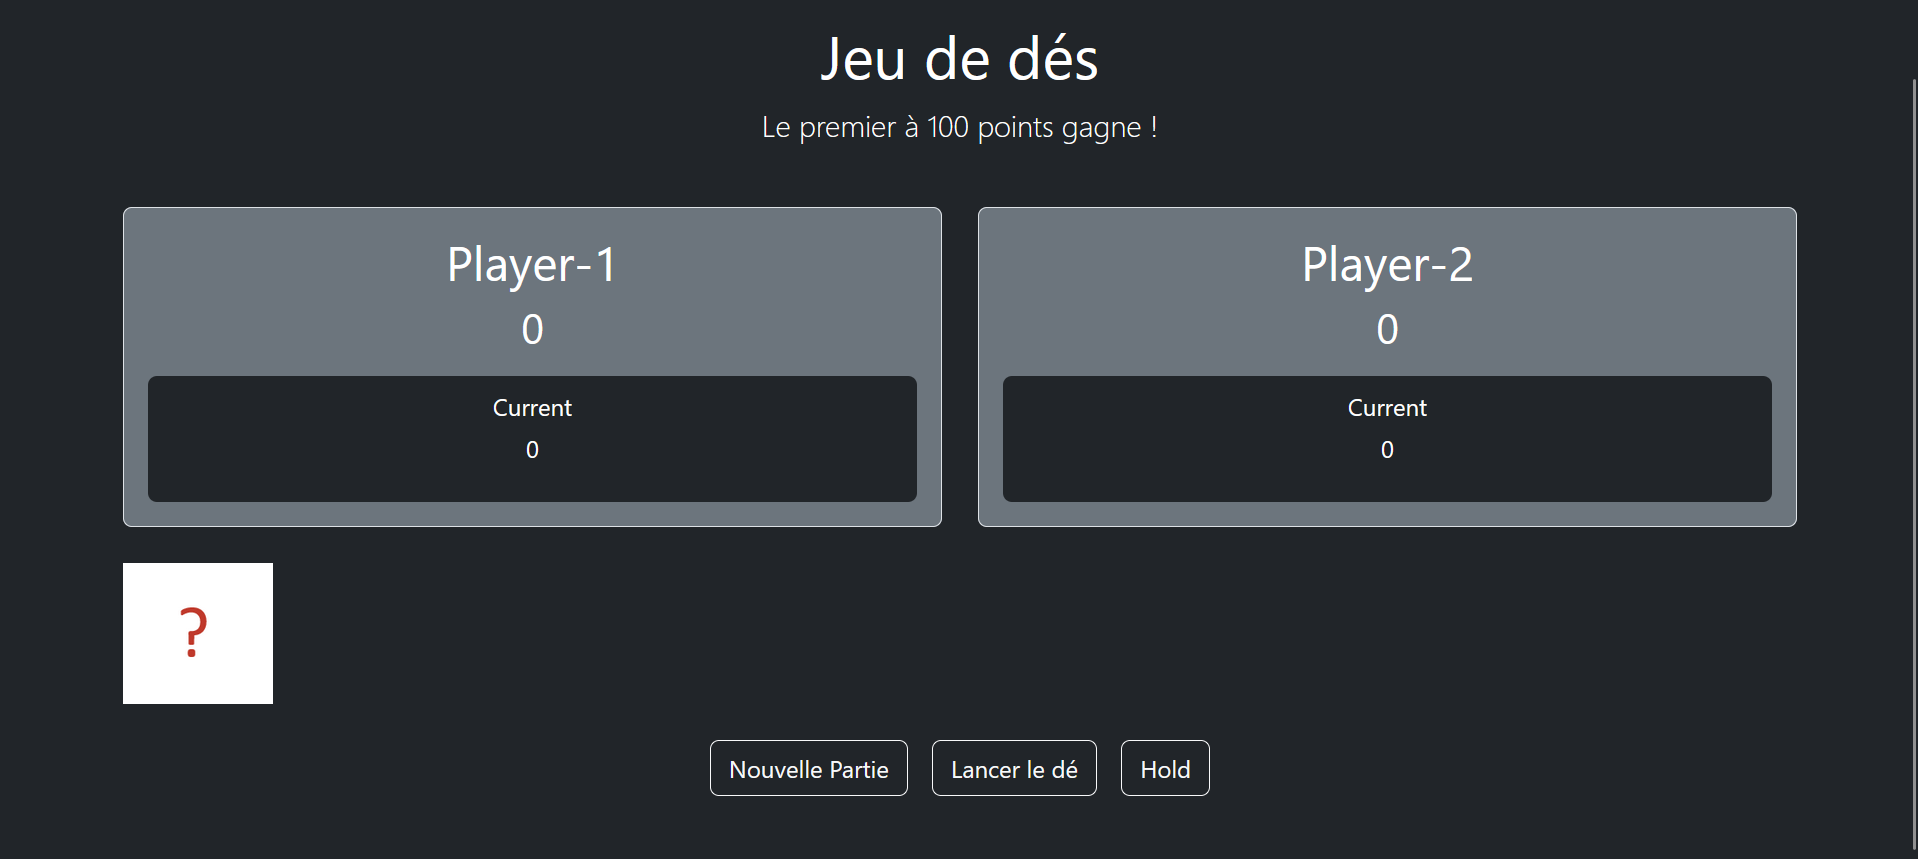 Jeu de dés
Le premier à 100 points gagne !
Player-1
0
Current
0
Player-2
0
Current
0
?
Nouvelle Partie
Lancer le dé
Hold